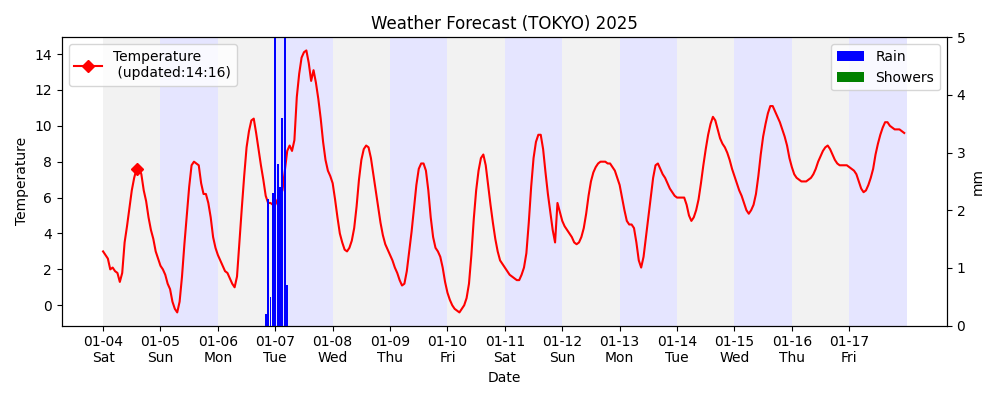 Weather Forecast (TOKYO) 2025
Temperature
(updated:14:16)
Rain
Showers
Temperature
14
12
10
8
6
4
2
0
5
4
3
2
1
0
mm
01-04 01-05 01-06 01-07 01-08 01-09 01-10 01-11 01-12 01-13 01-14 01-15 01-16 01-17
Sat Sun Mon Tue Wed Thu Fri Sat Sun Mon Tue Wed Thu Fri
Date